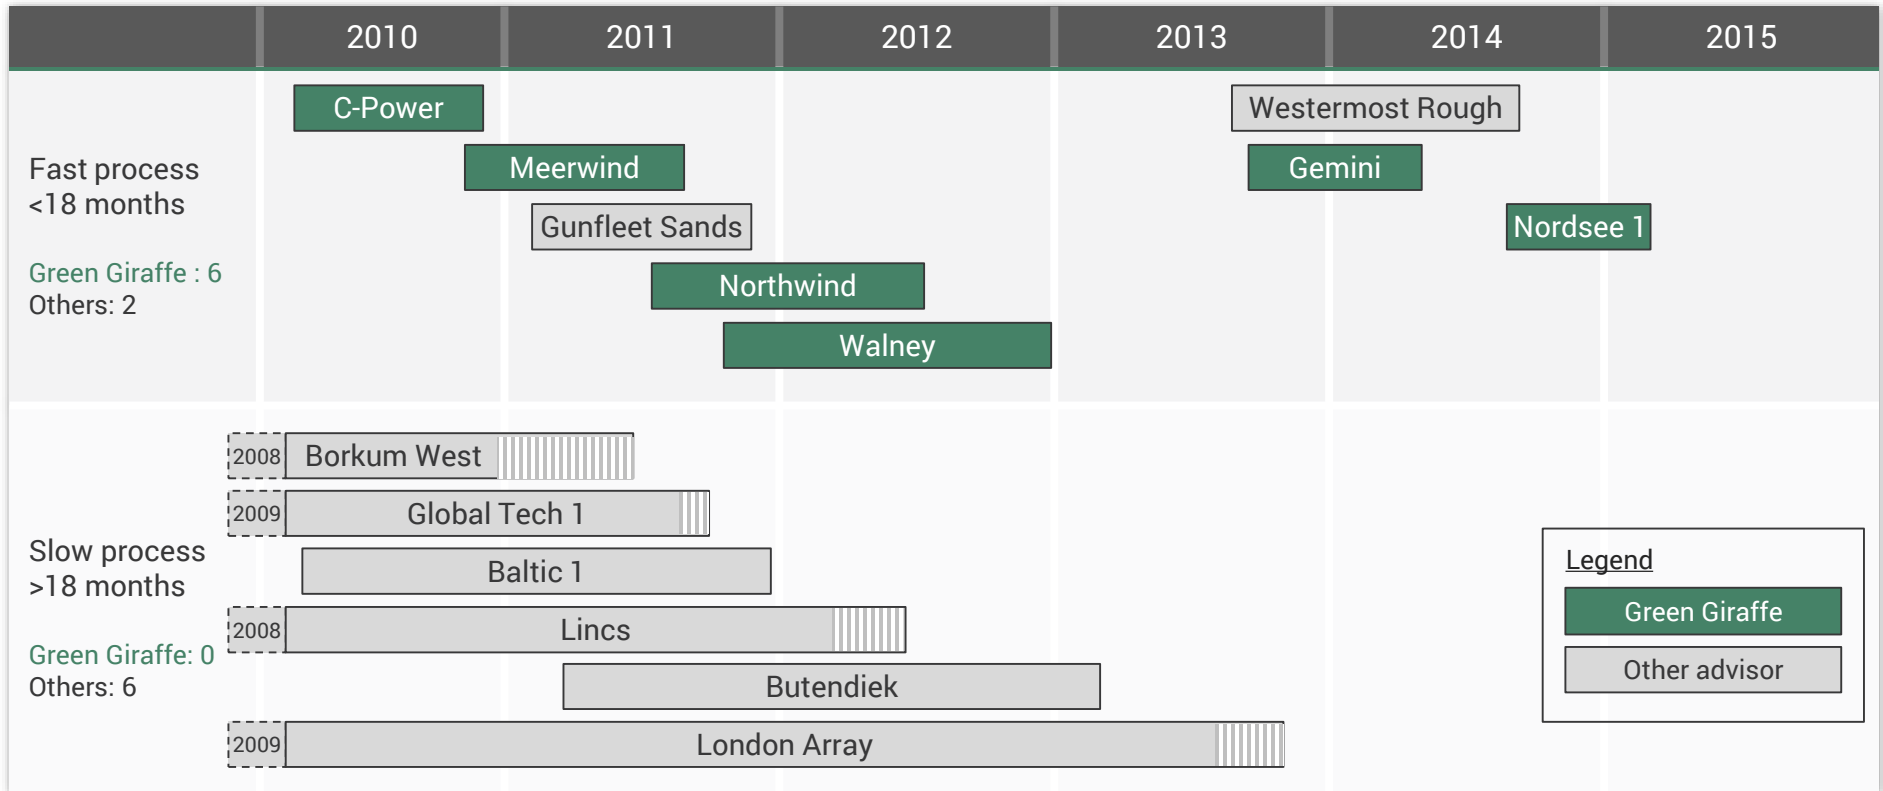 2010 2011 2012 2013 2014 2015
C-Power
Westermost Rough
Fast process
<18 months
Meerwind
Gemini
Gunfleet Sands
Nordsee 1
Green Giraffe : 6
Others: 2
Northwind
Walney
2008 Borkum West
2009 Global Tech 1
Slow process
>18 months
Baltic 1
2008 Lincs
Green Giraffe: 0
Others: 6
Butendiek
2009 London Array
Legend
Green Giraffe
Other advisor